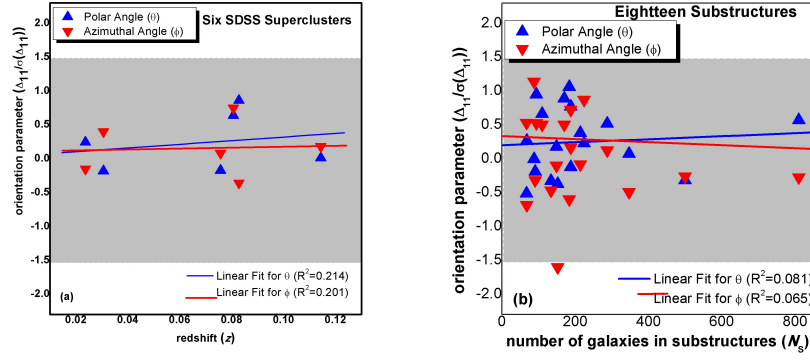 Six SDSS Superclusters
Polar Angle (θ)
Azimuthal Angle (ϕ)
orientation parameter (Δ11/σ(Δ11))
2.0
1.5
1.0
0.5
0.0
-0.5
-1.0
-1.5
-2.0
Linear Fit for θ (R²=0.214)
Linear Fit for ϕ (R²=0.201)
(a)
0.02 0.04 0.06 0.08 0.10 0.12
redshift (z)
Eighteen Substructures
Polar Angle (θ)
Azimuthal Angle (ϕ)
orientation parameter (Δ11/σ(Δ11))
2.0
1.5
1.0
0.5
0.0
-0.5
-1.0
-1.5
-2.0
Linear Fit for θ (R²=0.081)
Linear Fit for ϕ (R²=0.065)
(b)
0 200 400 600 800
number of galaxies in substructures (Ns)